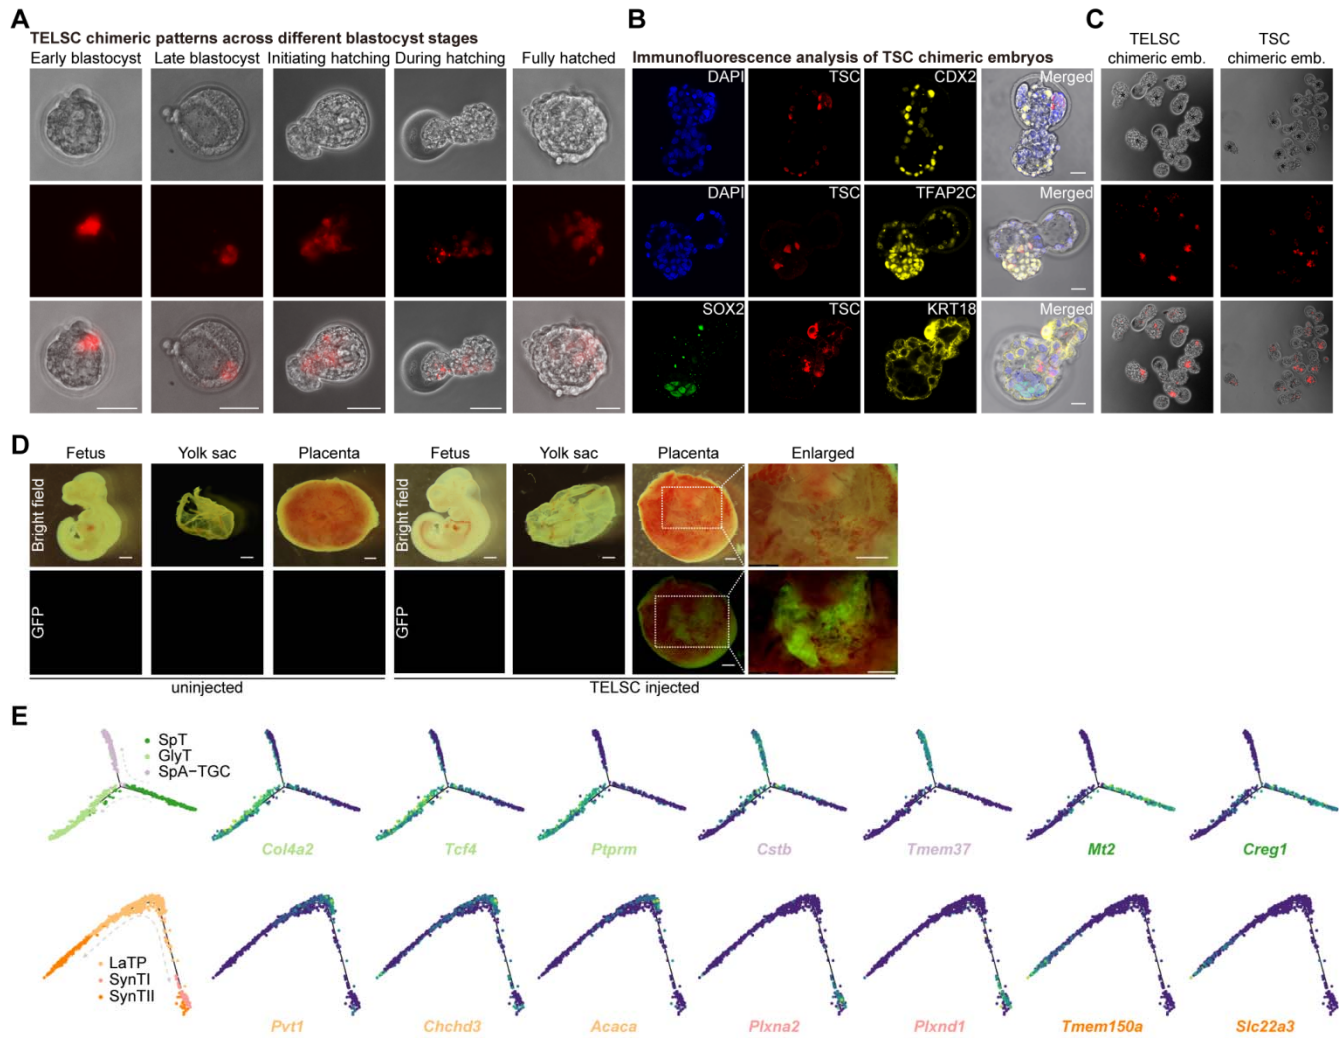 A
TELSC chimeric patterns across different blastocyst stages
Early blastocyst
Late blastocyst
Initiating hatching
During hatching
Fully hatched
B
Immunofluorescence analysis of TSC chimeric embryos
DAPI
TSC
CDX2
Merged
DAPI
TSC
TFAP2C
Merged
SOX2
TSC
KRT18
Merged
C
TELSC
chimeric emb.
TSC
chimeric emb.
D
Fetus
Yolk sac
Placenta
Fetus
Yolk sac
Placenta
Enlarged
Bright field
Bright field
GFP
GFP
uninjected
TELSC injected
E
SpT
GlyT
SpA-TGC
Col4a2
Tcf4
Ptprm
Cstb
Tmem37
Mt2
Creg1
LaTP
SynTI
SynTII
Pvt1
Chchd3
Acaca
Plxna2
Plxnd1
Tmem150a
Slc22a3